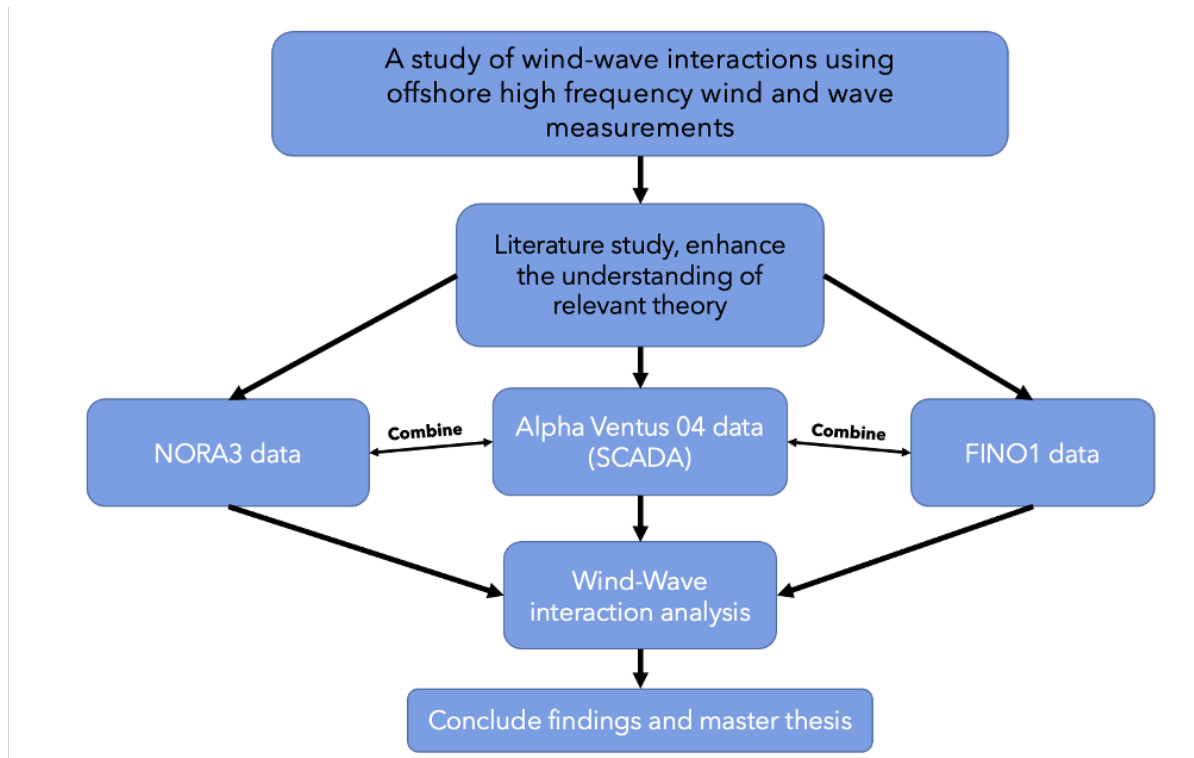 A study of wind-wave interactions using
offshore high frequency wind and wave
measurements
Literature study, enhance
the understanding of
relevant theory
NORA3 data
Combine
Alpha Ventus 04 data
(SCADA)
Combine
FINO1 data
Wind-Wave
interaction analysis
Conclude findings and master thesis